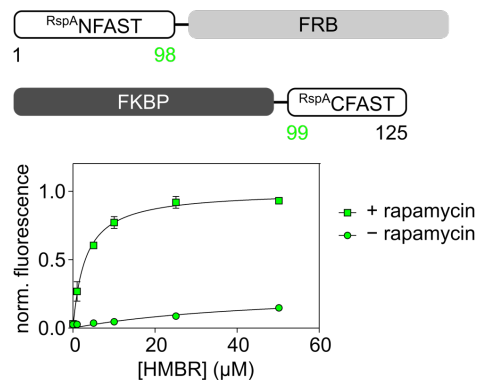 RspANFAST FRB
1 98
FKBP RspACFAST
99 125
norm. fluorescence
1.0
0.5
0.0
0 20 40 60
[HMBR] (μM)
+ rapamycin
− rapamycin